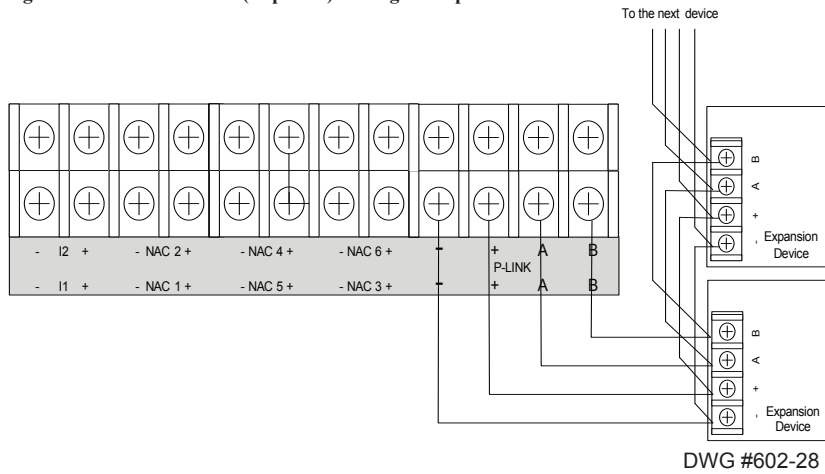 To the next device
B
A
+
-
Expansion
Device
- I2 + - NAC 2 + - NAC 4 + - NAC 6 + - + A B
P-LINK
- I1 + - NAC 1 + - NAC 5 + - NAC 3 + - + A B
B
A
+
-
Expansion
Device
DWG #602-28